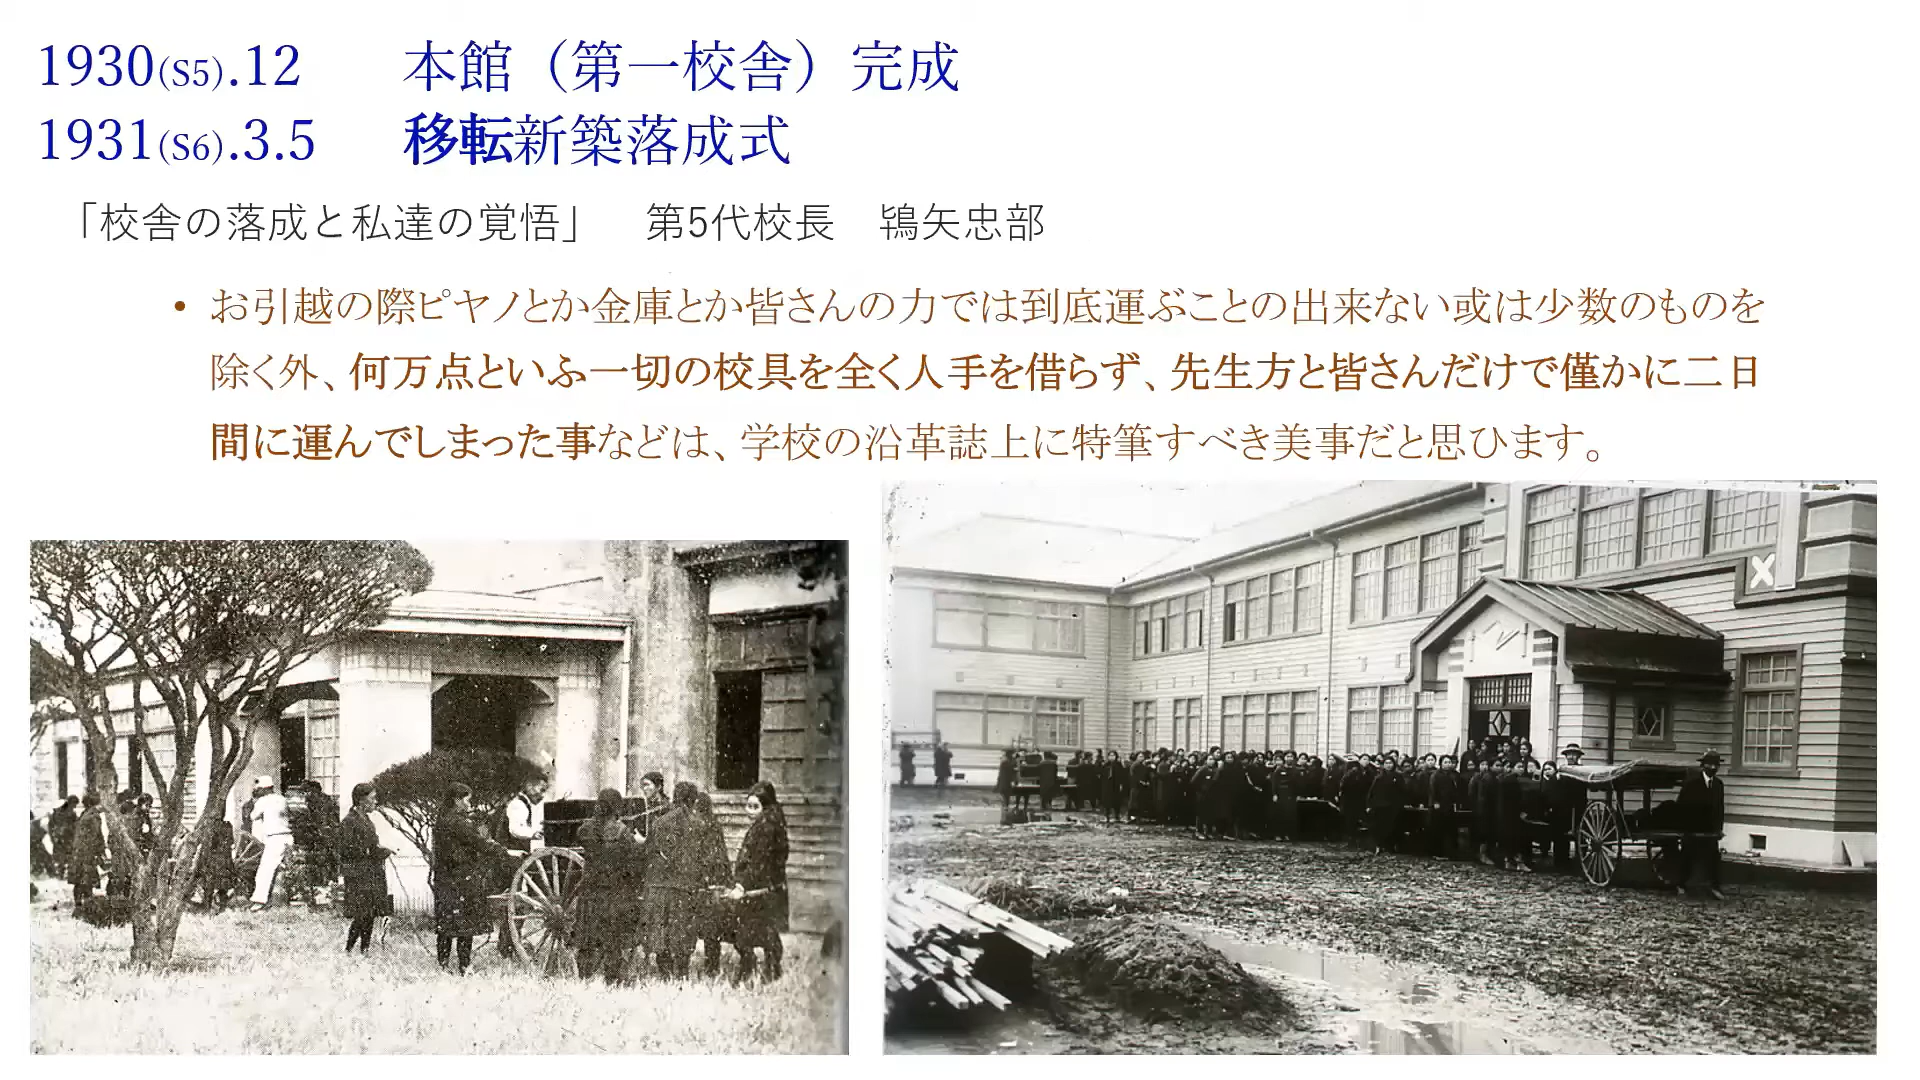 1930(S5).12 本館（第一校舎）完成
1931(S6).3.5 移転新築落成式
「校舎の落成と私達の覚悟」 第5代校長 鴇矢忠部
• お引越の際ピヤノとか金庫とか皆さんの力では到底運ぶことの出来ない或は少数のものを
除く外、何万点といふ一切の校具を全く人手を借らず、先生方と皆さんだけで僅かに二日
間に運んでしまった事などは、学校の沿革誌上に特筆すべき美事だと思ひます。
X